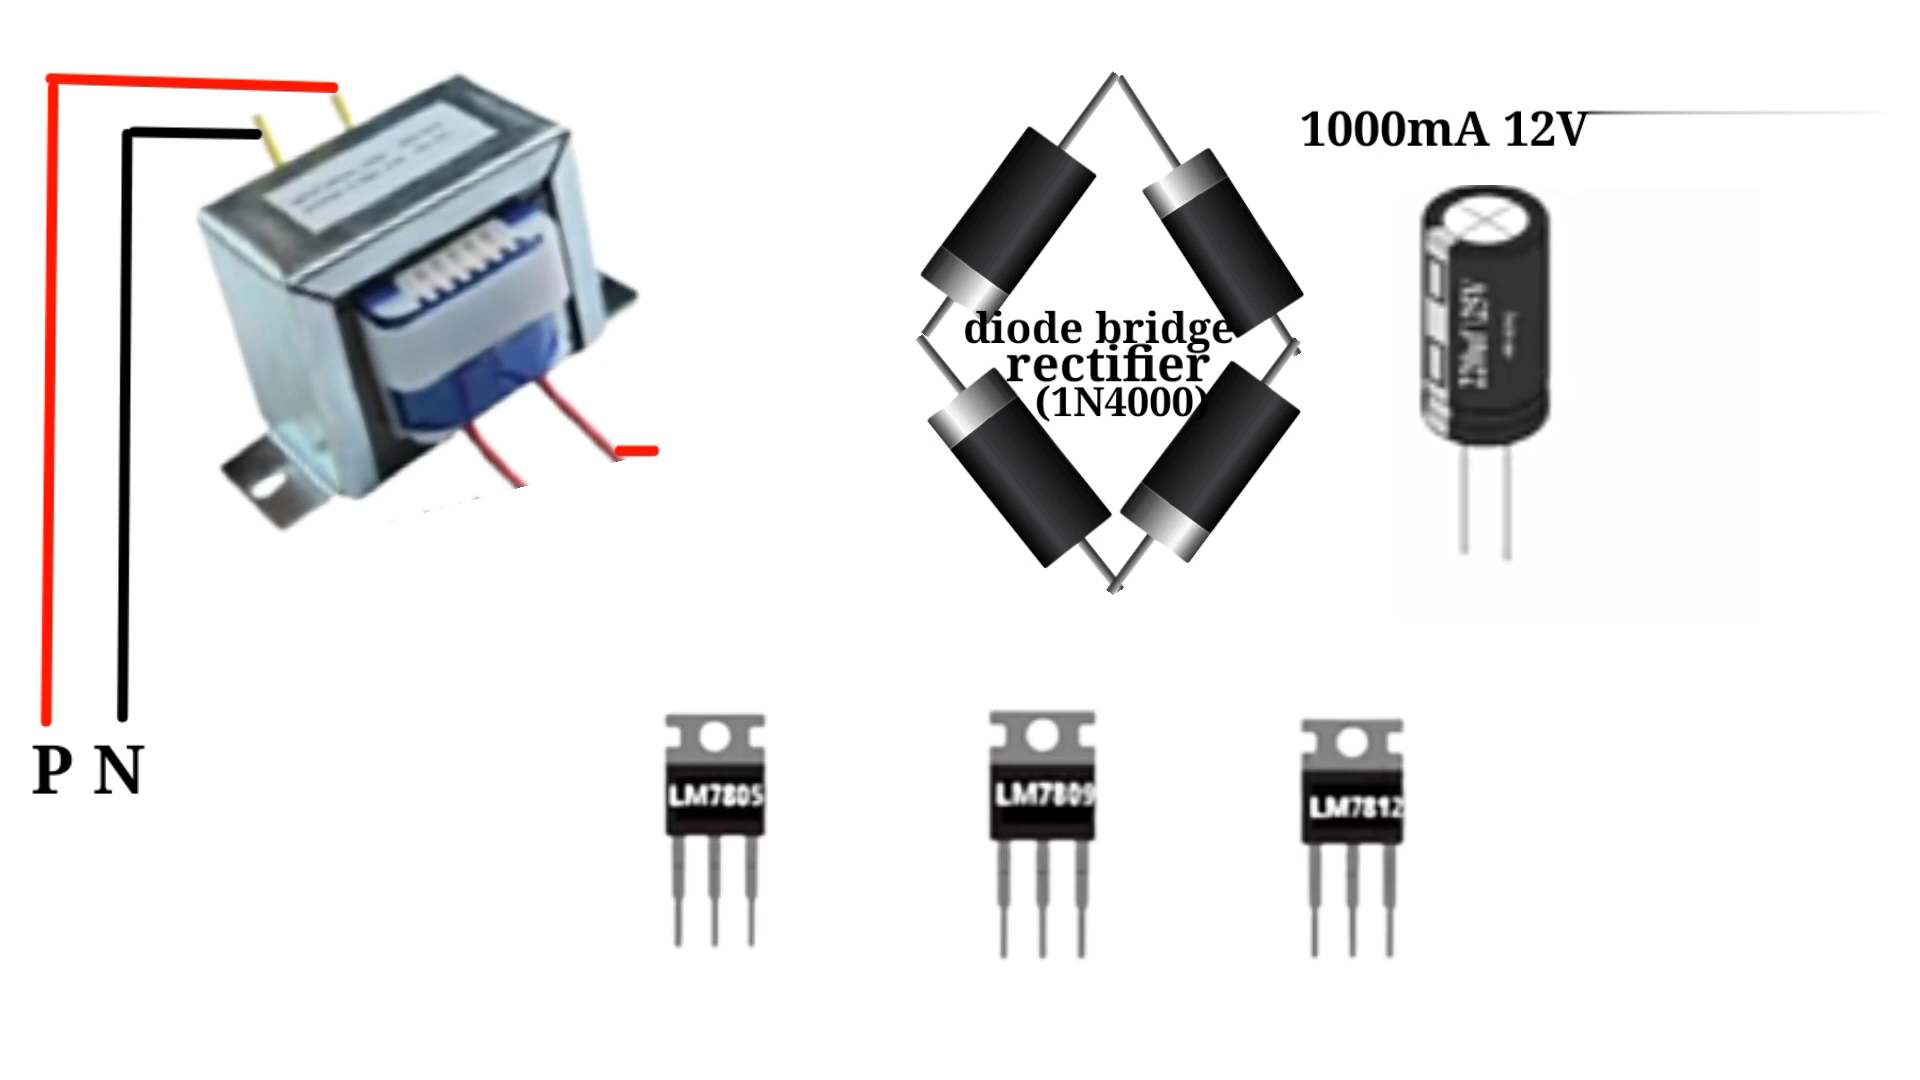 1000mA 12V
diode bridge
rectifier
(1N4000)
P N
LM7805
LM7809
LM7812